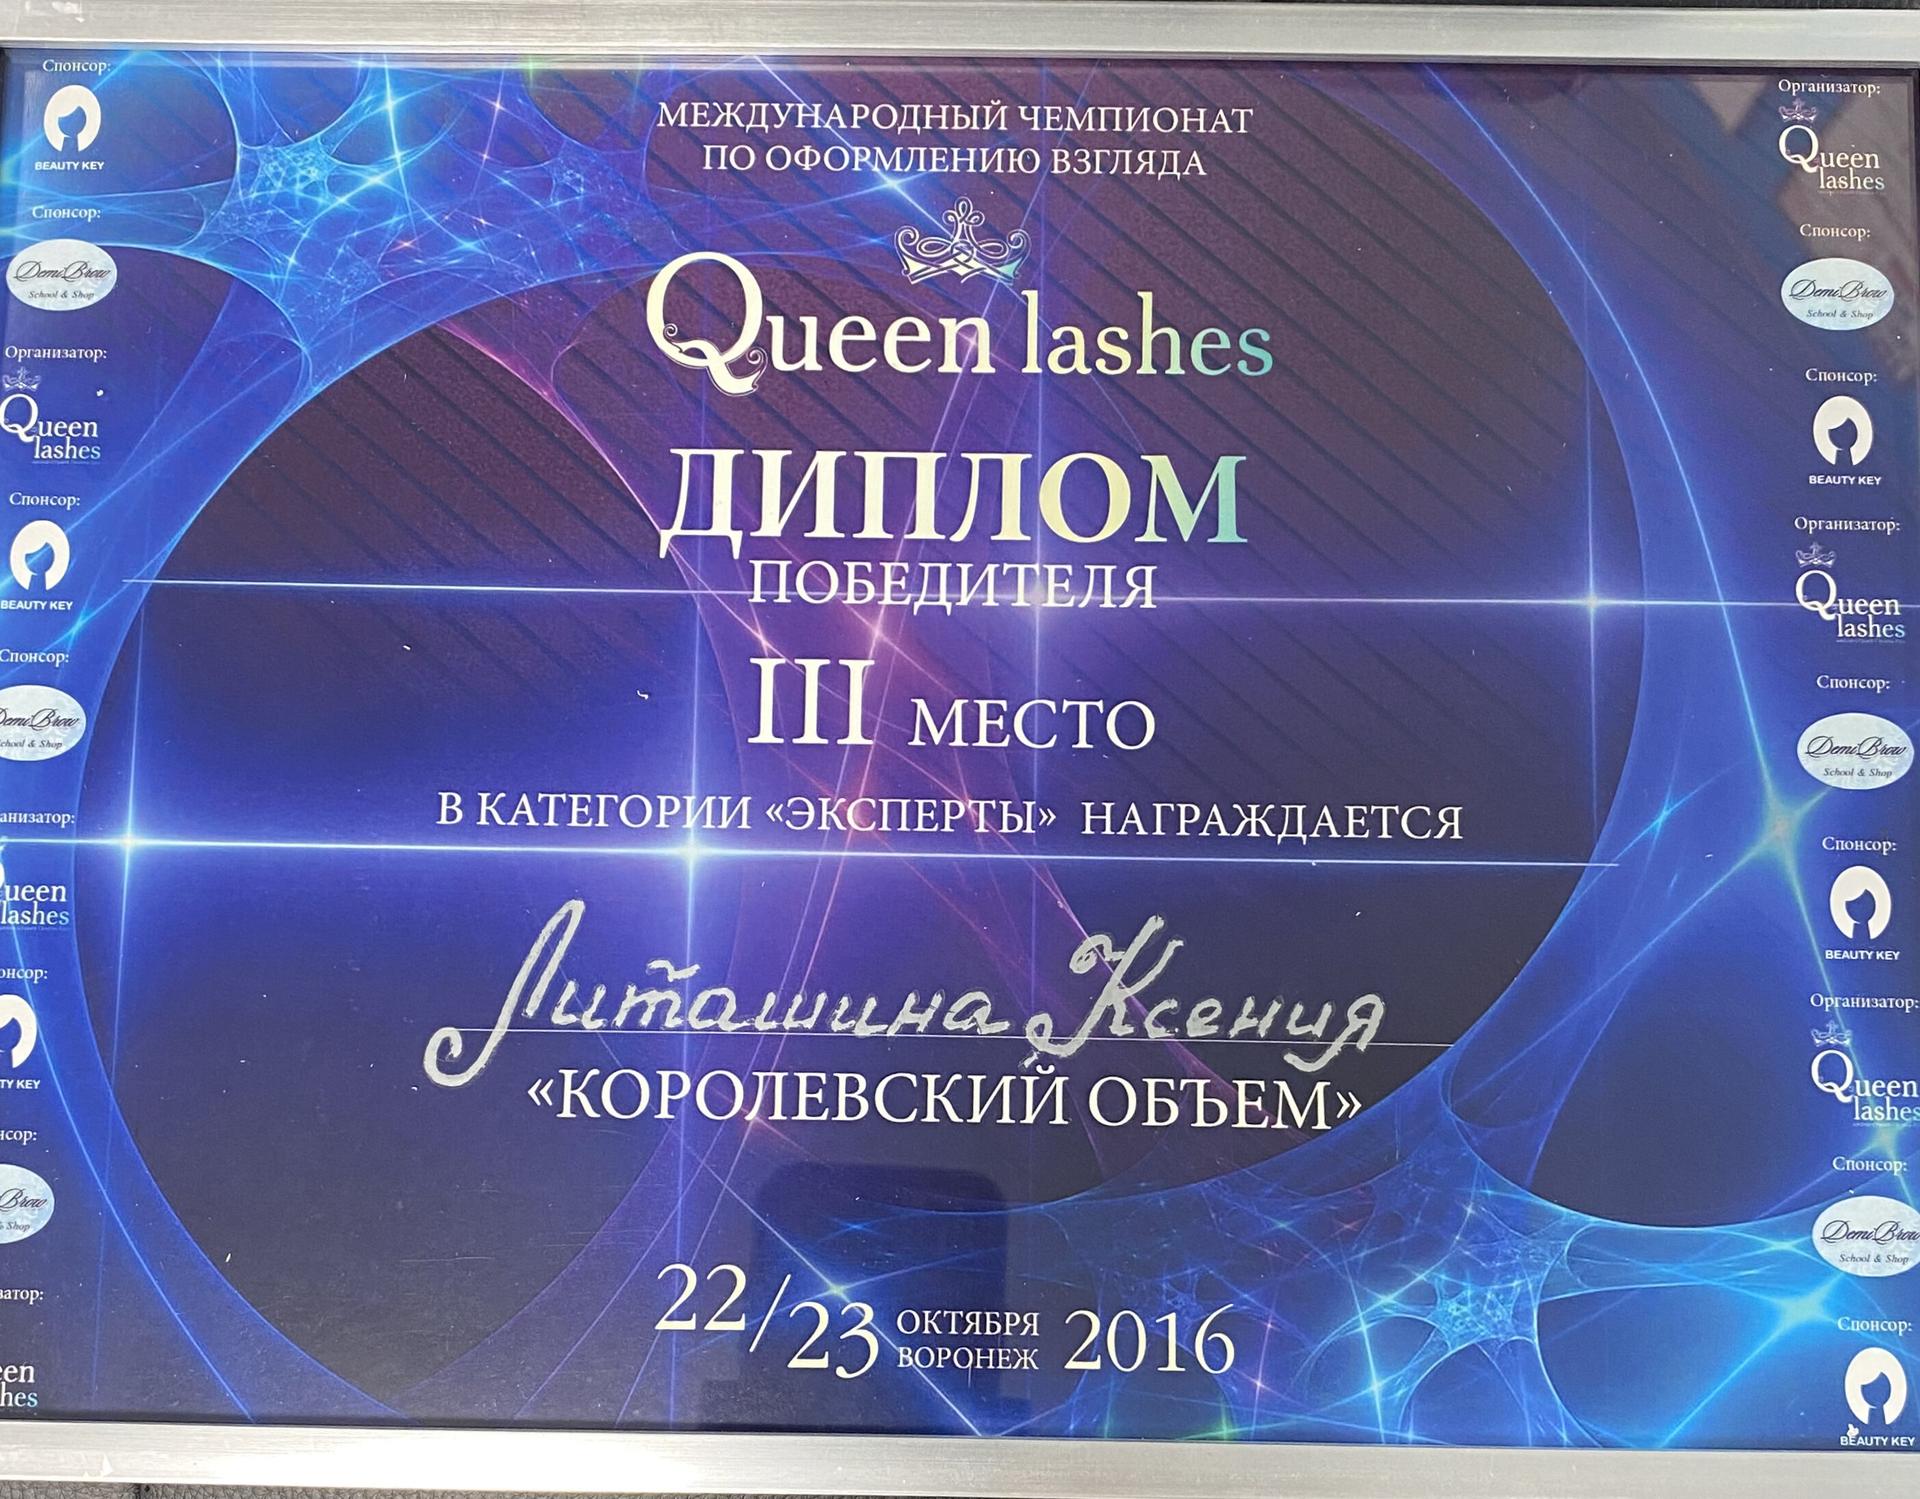 МЕЖДУНАРОДНЫЙ ЧЕМПИОНАТ
ПО ОФОРМЛЕНИЮ ВЗГЛЯДА
Queen lashes
ДИПЛОМ
ПОБЕДИТЕЛЯ
III МЕСТО
В КАТЕГОРИИ «ЭКСПЕРТЫ» НАГРАЖДАЕТСЯ
Литашина Ксения
«КОРОЛЕВСКИЙ ОБЪЕМ»
22/23 ОКТЯБРЯ
ВОРОНЕЖ 2016
Спонсор:
BEAUTY KEY
Спонсор:
DemiBrow
School & Shop
Организатор:
Queen
lashes
Спонсор:
BEAUTY KEY
Спонсор:
DemiBrow
School & Shop
Организатор:
Queen
lashes
Спонсор:
DemiBrow
School & Shop
Спонсор:
BEAUTY KEY
Организатор:
Queen
lashes
Спонсор:
DemiBrow
School & Shop
Спонсор:
BEAUTY KEY
Организатор:
Queen
lashes
Спонсор:
DemiBrow
School & Shop
Спонсор:
BEAUTY KEY